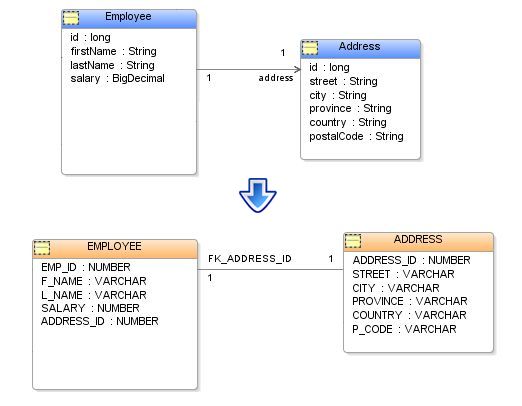 Employee
id : long
firstName : String
lastName : String
salary : BigDecimal
1
1
address
Address
id : long
street : String
city : String
province : String
country : String
postalCode : String
EMPLOYEE
EMP_ID : NUMBER
F_NAME : VARCHAR
L_NAME : VARCHAR
SALARY : NUMBER
ADDRESS_ID : NUMBER
FK_ADDRESS_ID
1
1
ADDRESS
ADDRESS_ID : NUMBER
STREET : VARCHAR
CITY : VARCHAR
PROVINCE : VARCHAR
COUNTRY : VARCHAR
P_CODE : VARCHAR